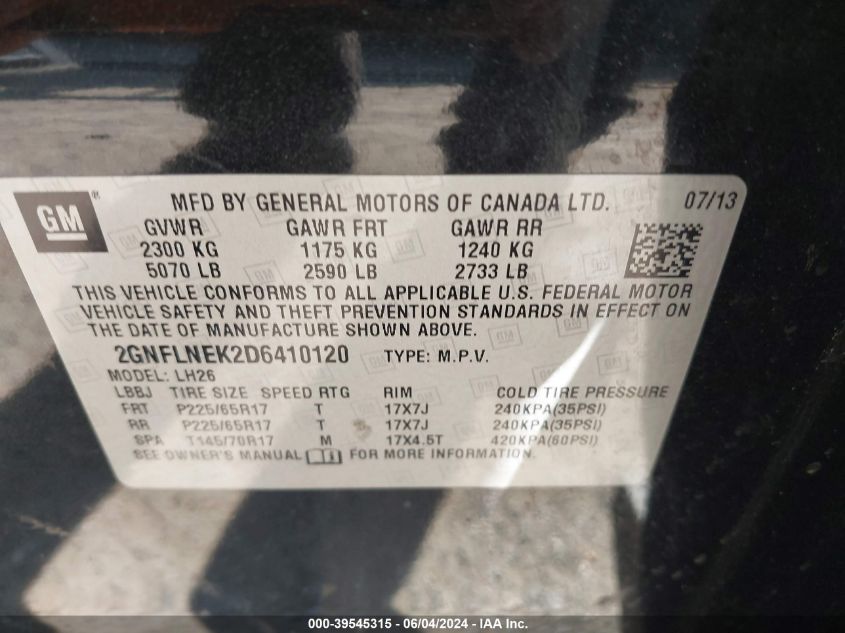 GM ® MFD BY GENERAL MOTORS OF CANADA LTD. 07/13
GVWR GAWR FRT GAWR RR
2300 KG 1175 KG 1240 KG
5070 LB 2590 LB 2733 LB
THIS VEHICLE CONFORMS TO ALL APPLICABLE U.S. FEDERAL MOTOR
VEHICLE SAFETY AND THEFT PREVENTION STANDARDS IN EFFECT ON
THE DATE OF MANUFACTURE SHOWN ABOVE.
2GNFLNEK2D6410120 TYPE: M.P.V.
MODEL: LH26
LBBJ TIRE SIZE SPEED RTG RIM COLD TIRE PRESSURE
FRT P225/65R17 T 17X7J 240KPA(35PSI)
RR P225/65R17 T 17X7J 240KPA(35PSI)
SPA T145/70R17 M 17X4.5T 420KPA(60PSI)
SEE OWNER'S MANUAL FOR MORE INFORMATION.
000-39545315 - 06/04/2024 - IAA Inc.